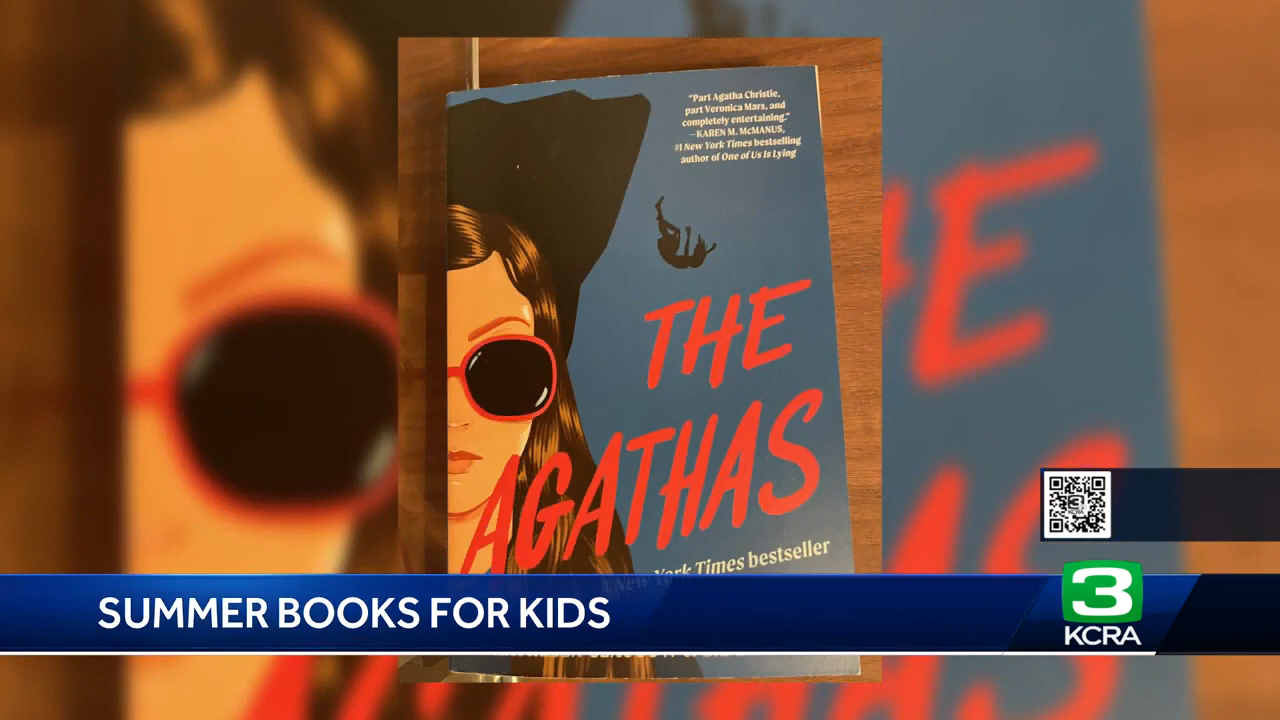 "Part Agatha Christie,
part Veronica Mars, and
completely entertaining."
—KAREN M. McMANUS,
#1 New York Times bestselling
author of One of Us Is Lying
THE
AGATHAS
A New York Times bestseller
SUMMER BOOKS FOR KIDS
3
KCRA